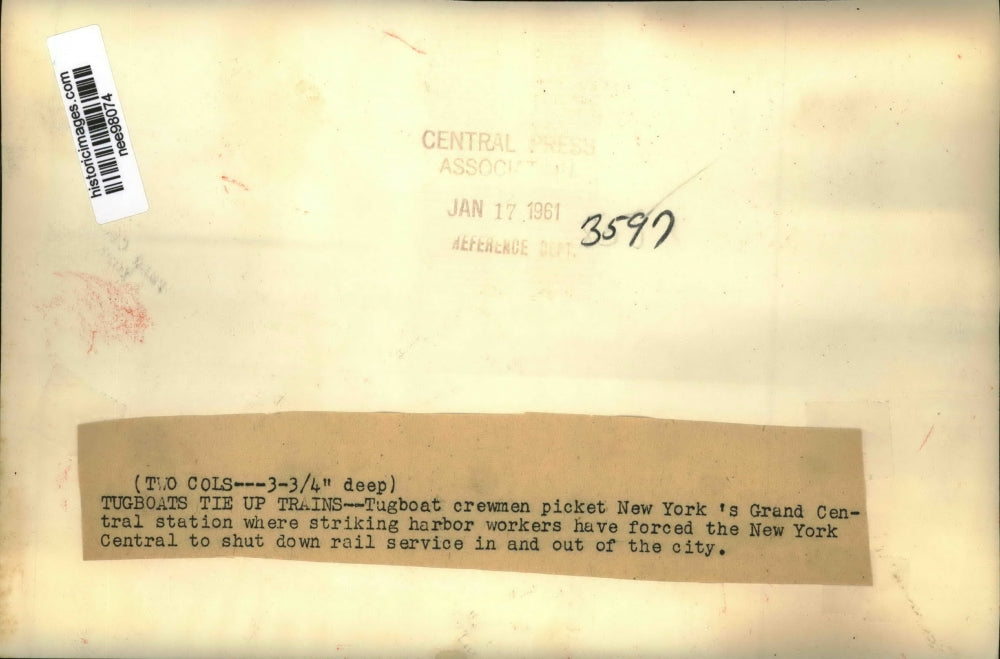 historicimages.com
nee98074
CENTRAL PRESS
JAN 17 1961
REFERENCE DEPT.
3597
(TWO COLS---3-3/4" deep)
TUGBOATS TIE UP TRAINS--Tugboat crewmen picket New York 's Grand Cen-
tral station where striking harbor workers have forced the New York
Central to shut down rail service in and out of the city.